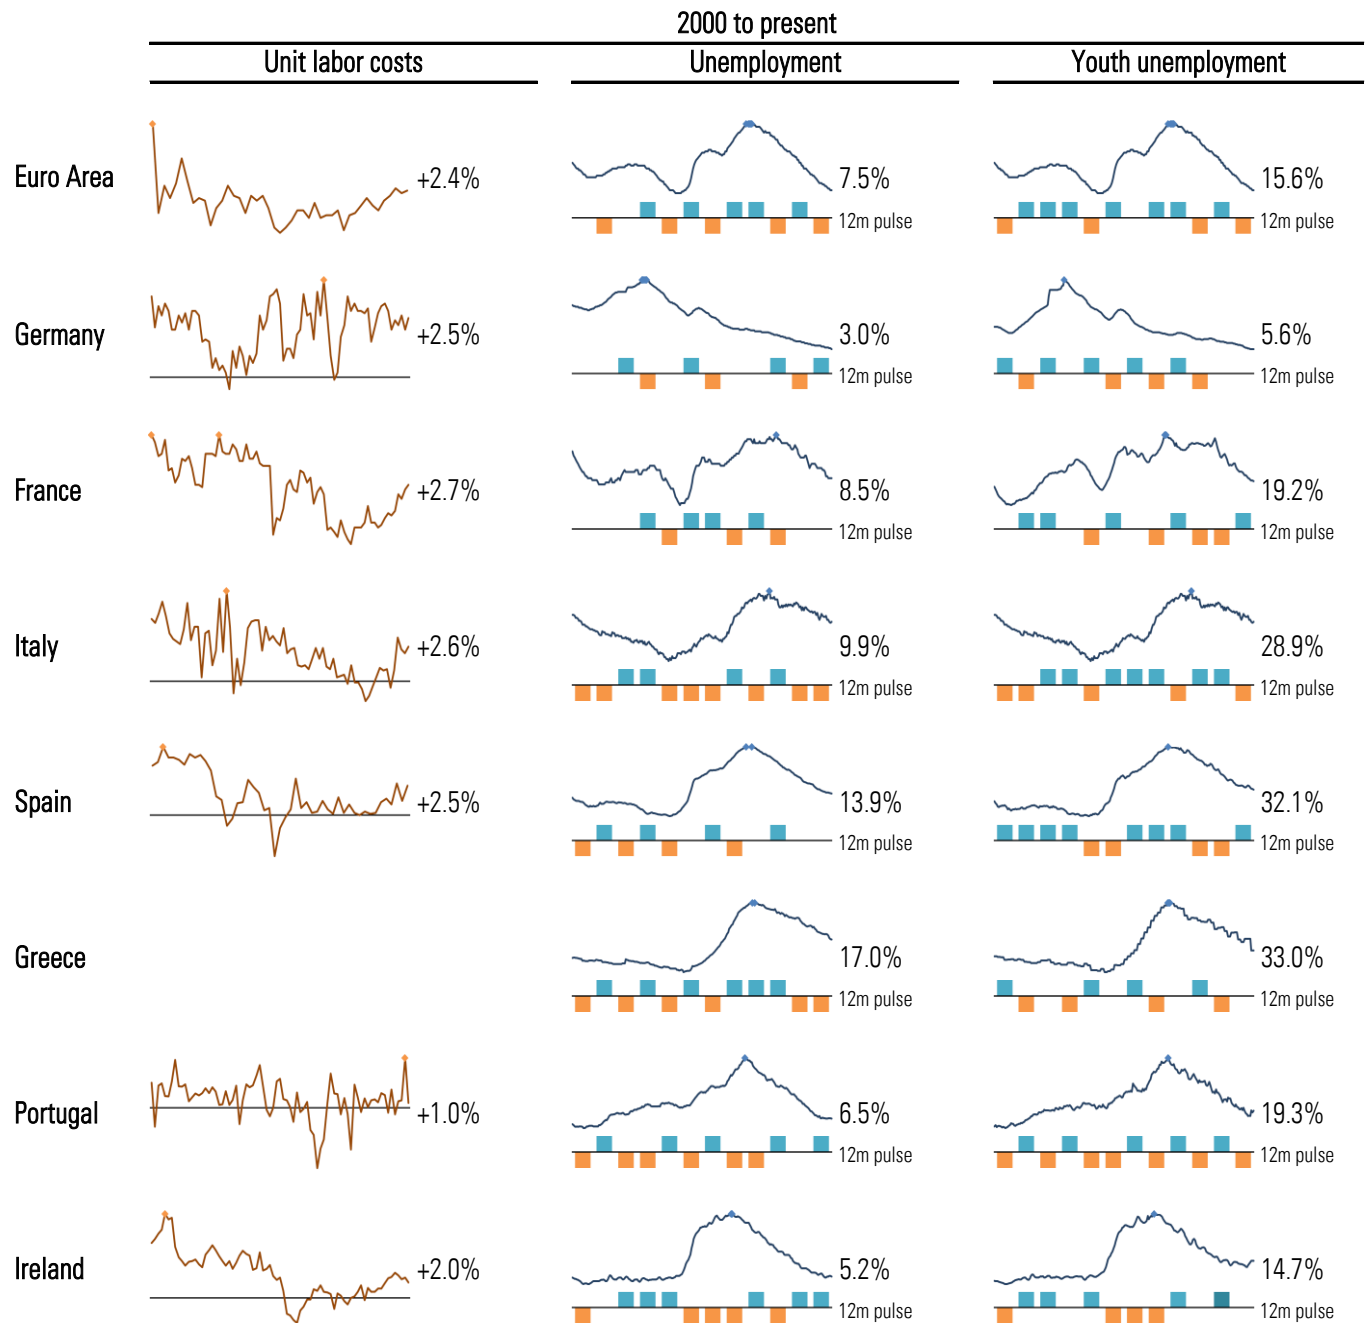 2000 to present
Unit labor costs Unemployment Youth unemployment
Euro Area +2.4% 7.5% 15.6%
12m pulse 12m pulse
Germany +2.5% 3.0% 5.6%
12m pulse 12m pulse
France +2.7% 8.5% 19.2%
12m pulse 12m pulse
Italy +2.6% 9.9% 28.9%
12m pulse 12m pulse
Spain +2.5% 13.9% 32.1%
12m pulse 12m pulse
Greece 17.0% 33.0%
12m pulse 12m pulse
Portugal +1.0% 6.5% 19.3%
12m pulse 12m pulse
Ireland +2.0% 5.2% 14.7%
12m pulse 12m pulse